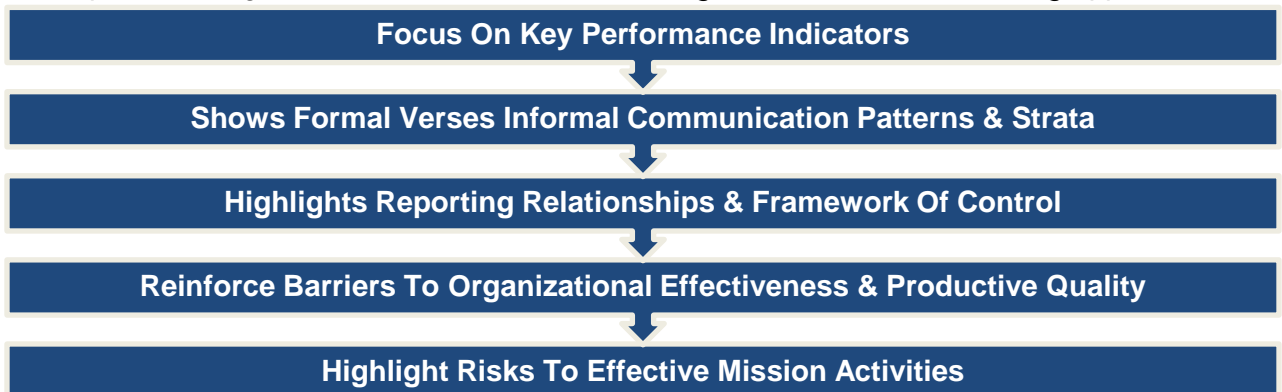 Focus On Key Performance Indicators
Shows Formal Verses Informal Communication Patterns & Strata
Highlights Reporting Relationships & Framework Of Control
Reinforce Barriers To Organizational Effectiveness & Productive Quality
Highlight Risks To Effective Mission Activities